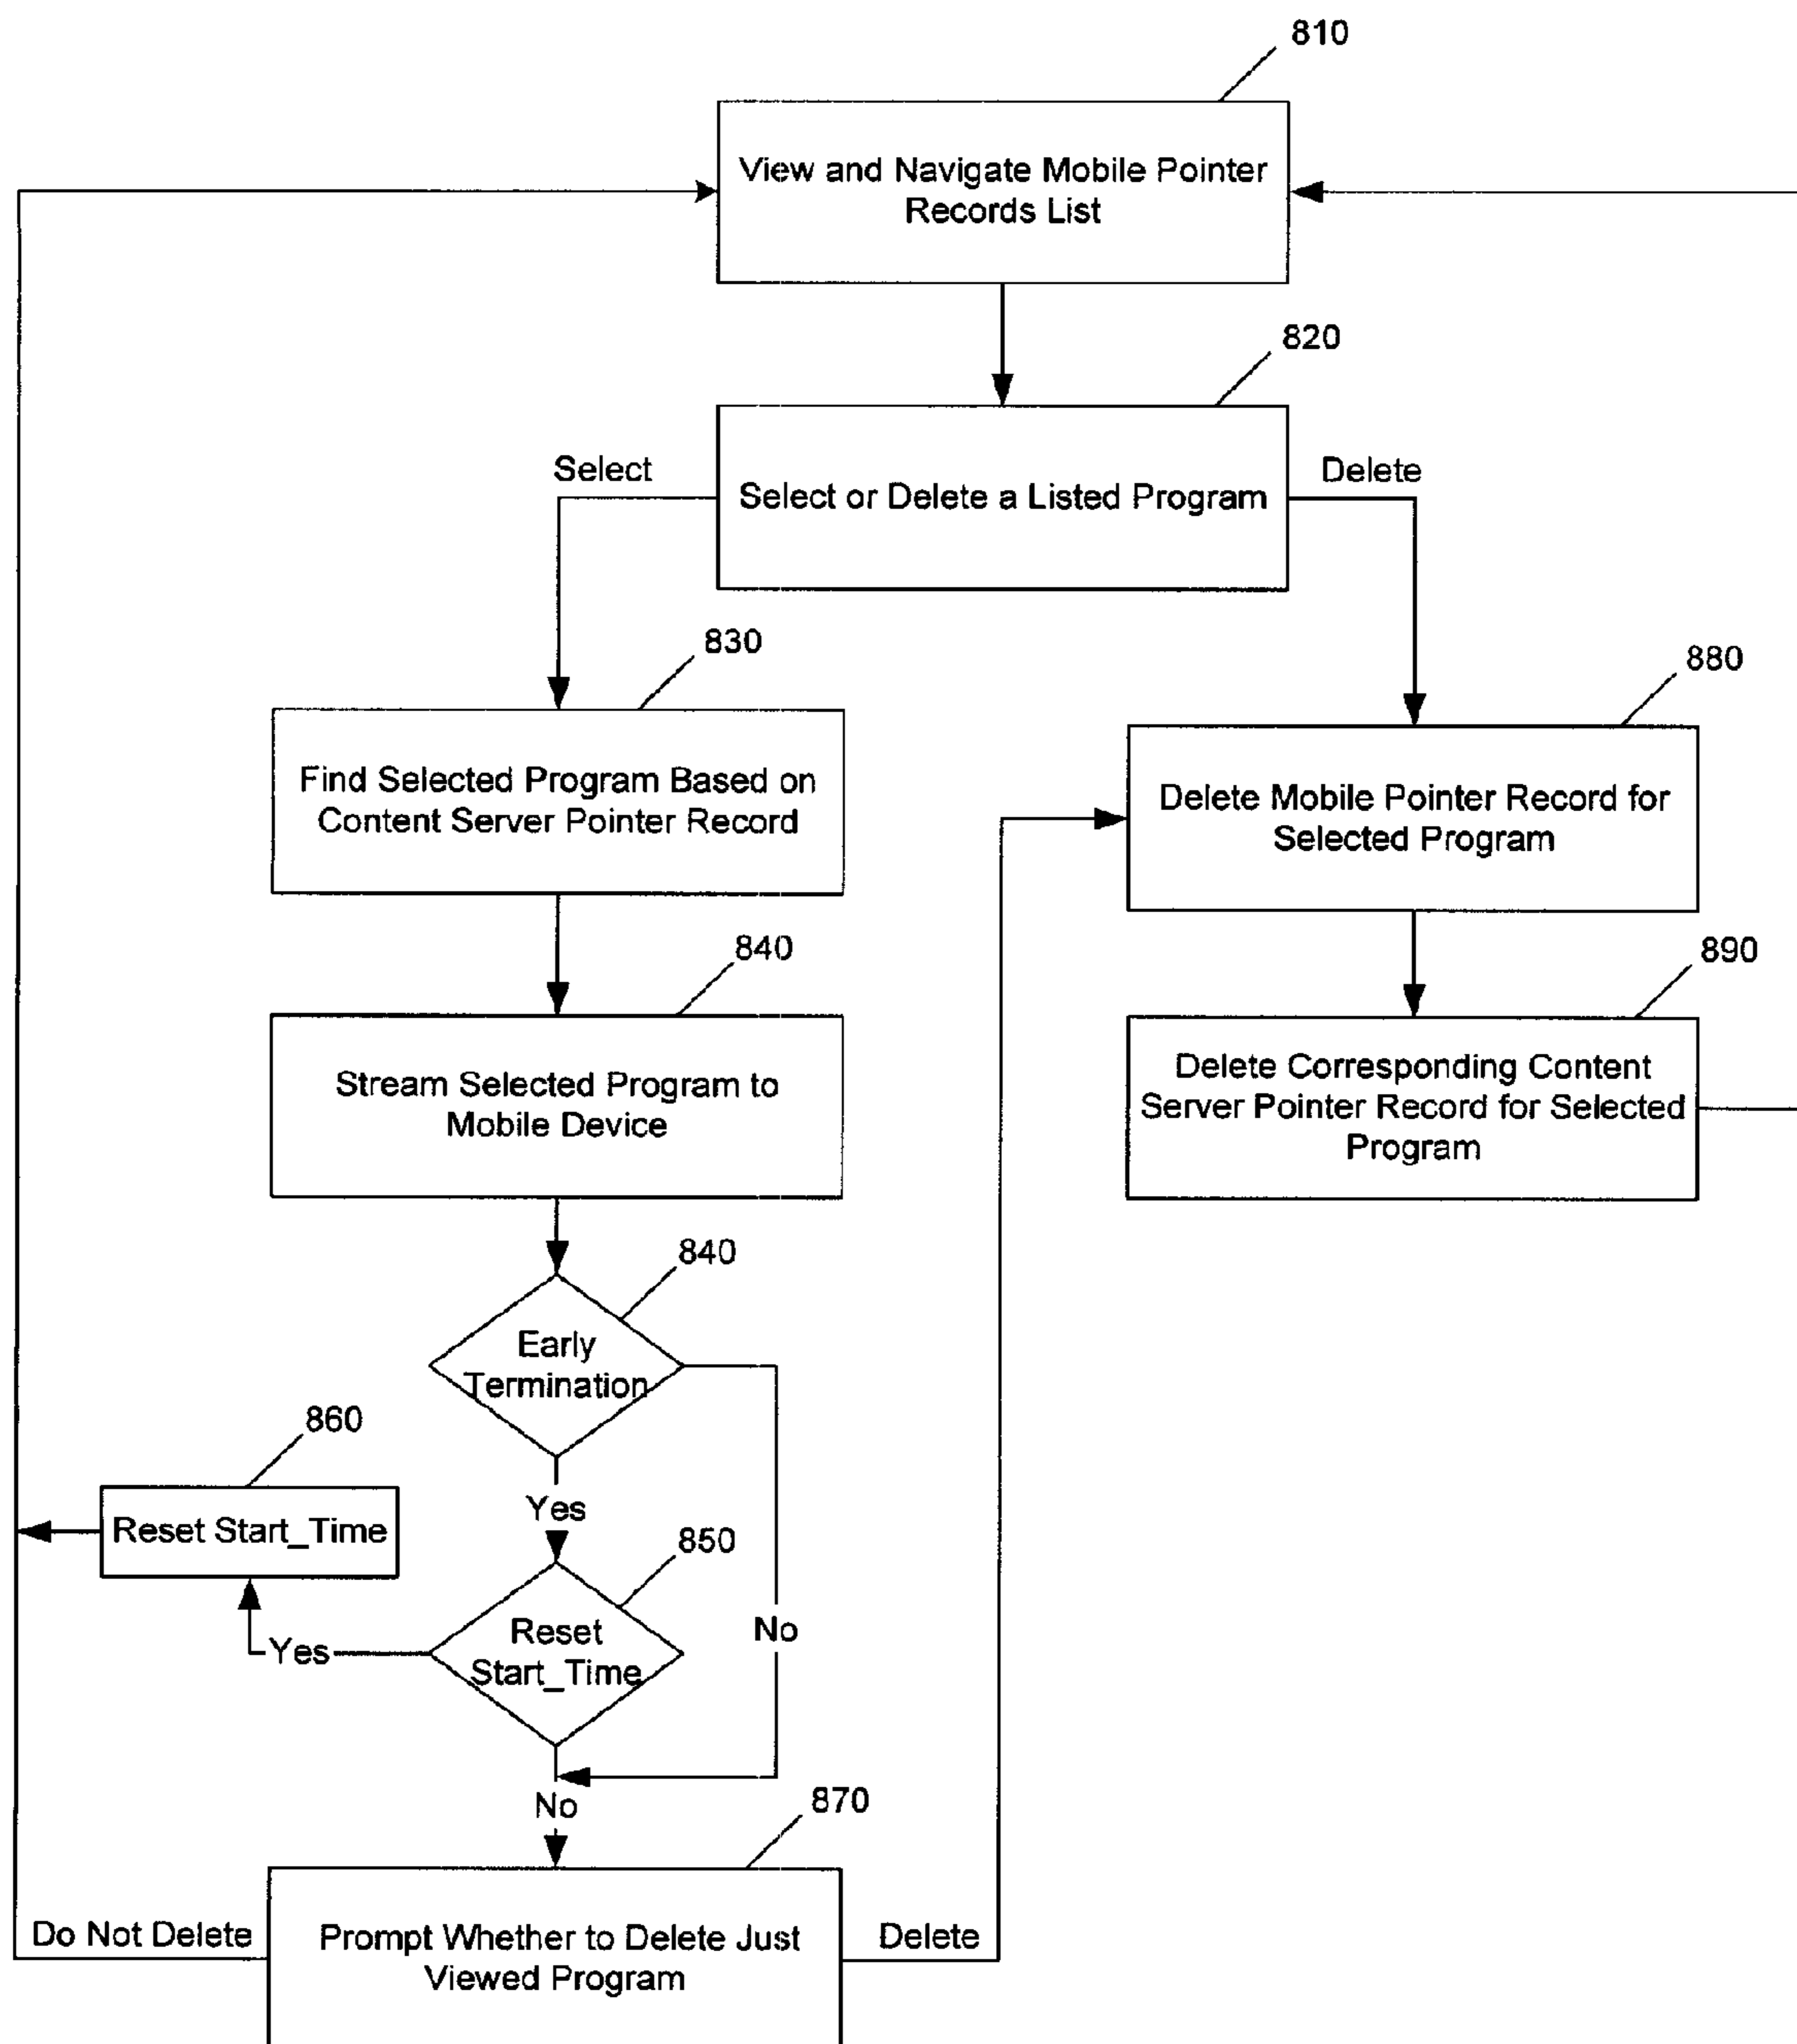 810
View and Navigate Mobile Pointer
Records List
820
Select
Delete
Select or Delete a Listed Program
830
880
Find Selected Program Based on
Content Server Pointer Record
Delete Mobile Pointer Record for
Selected Program
840
890
Stream Selected Program to
Mobile Device
Delete Corresponding Content
Server Pointer Record for Selected
Program
840
Early
Termination
860
Yes
Reset Start_Time
850
No
Yes
Reset
Start_Time
No
870
Do Not Delete
Prompt Whether to Delete Just
Viewed Program
Delete